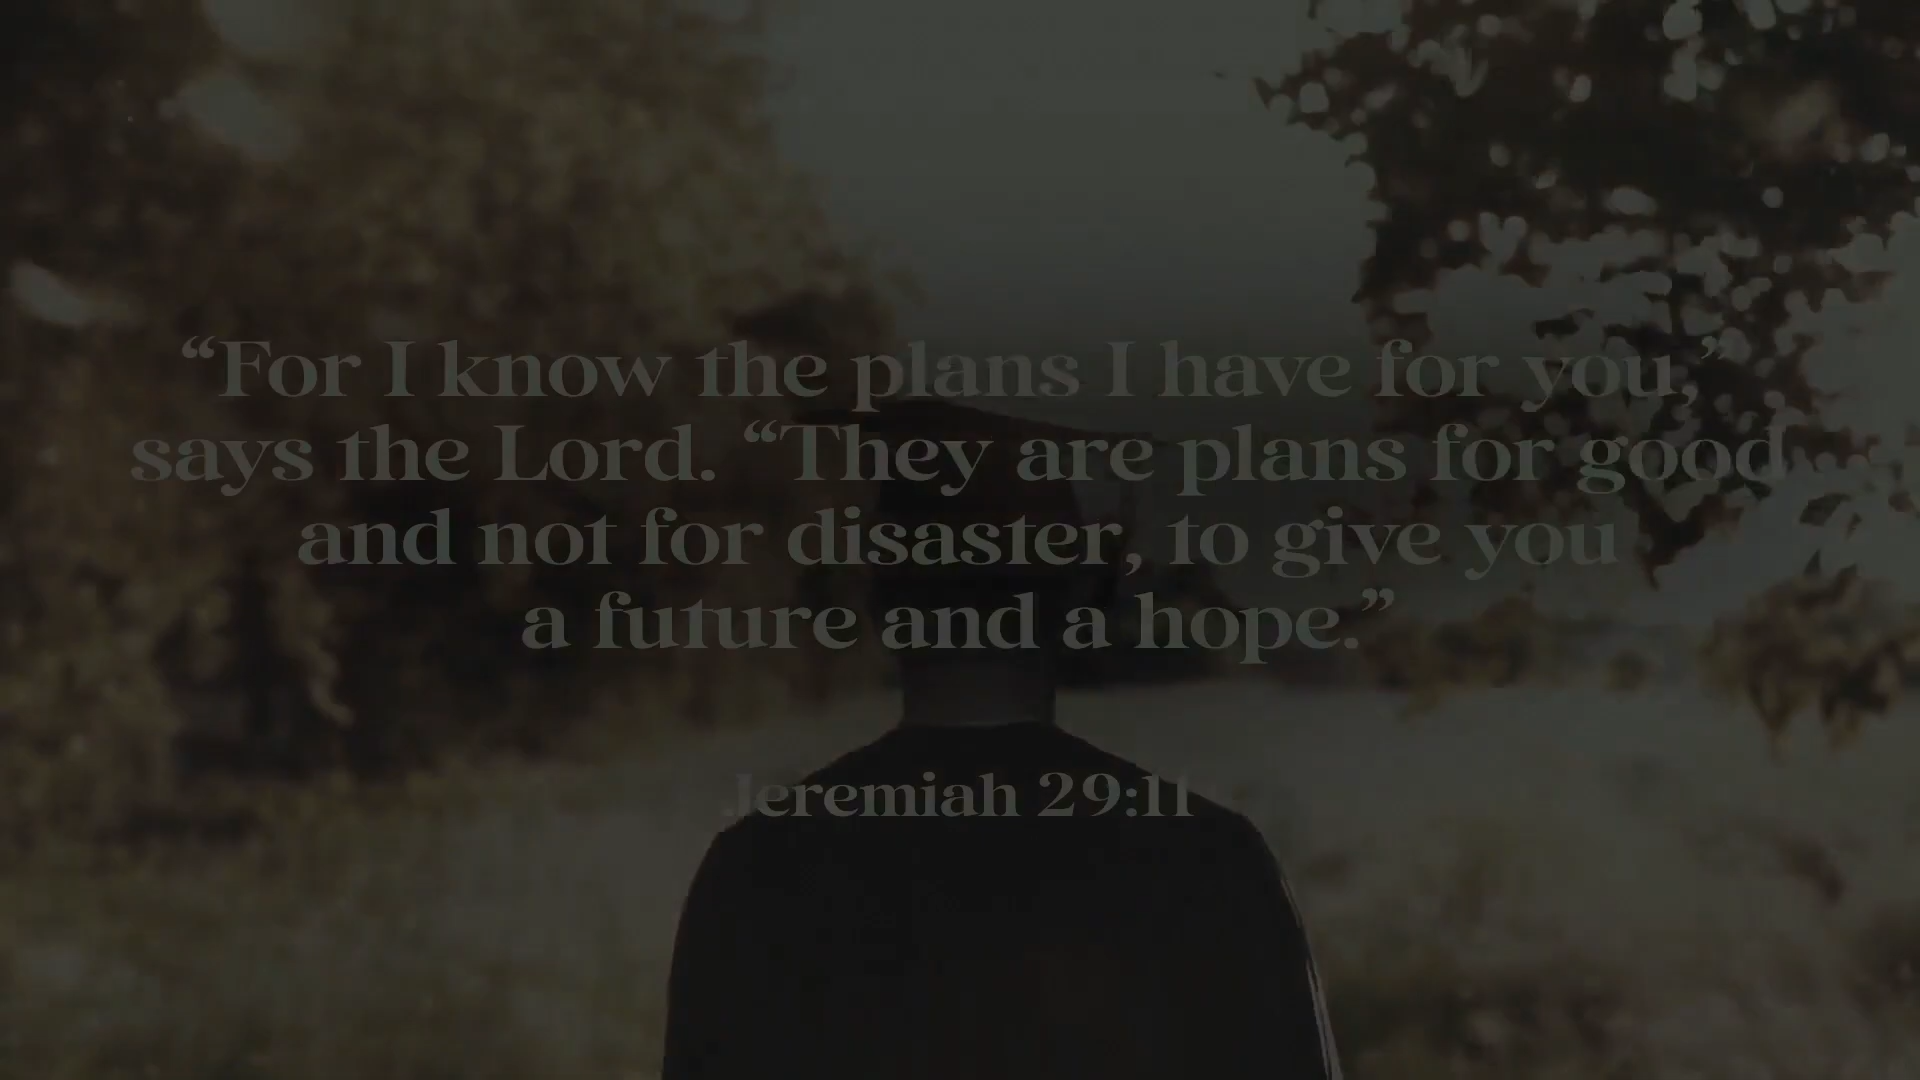 “For I know the plans I have for you,”
says the Lord. “They are plans for good
and not for disaster, to give you
a future and a hope.”
Jeremiah 29:11